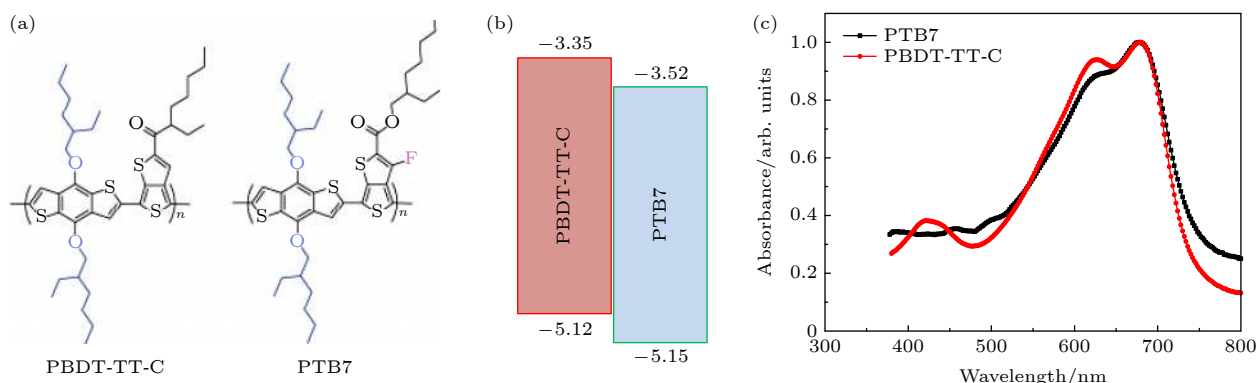 (a)
O
O
S
S
S
S
O
n
PBDT-TT-C
O
O
F
O
S
S
S
S
O
n
PTB7
(b)
−3.35
−3.52
PBDT-TT-C
PTB7
−5.12
−5.15
(c)
PTB7
PBDT-TT-C
Absorbance/arb. units
1.0
0.8
0.6
0.4
0.2
0
300
400
500
600
700
800
Wavelength/nm